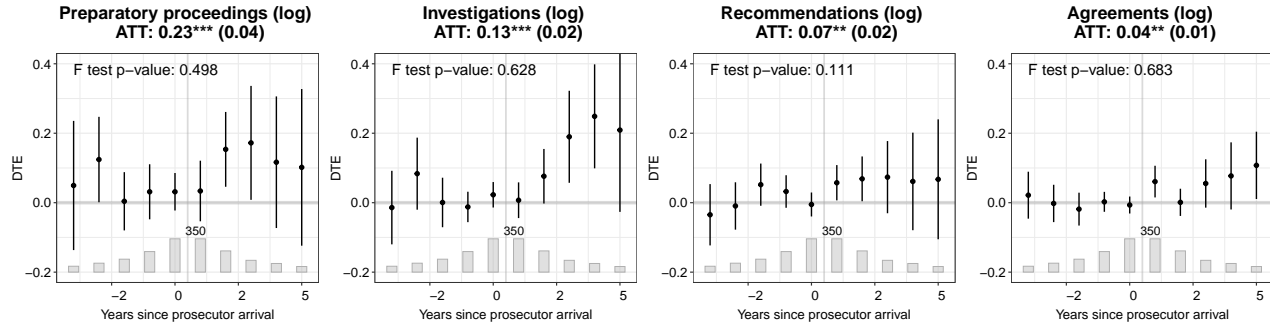 Preparatory proceedings (log)
ATT: 0.23*** (0.04)
F test p−value: 0.498
0.4
0.2
0.0
−0.2
DTE
350
−2
0
2
5
Years since prosecutor arrival
Investigations (log)
ATT: 0.13*** (0.02)
F test p−value: 0.628
0.4
0.2
0.0
−0.2
DTE
350
−2
0
2
5
Years since prosecutor arrival
Recommendations (log)
ATT: 0.07** (0.02)
F test p−value: 0.111
0.4
0.2
0.0
−0.2
DTE
350
−2
0
2
5
Years since prosecutor arrival
Agreements (log)
ATT: 0.04** (0.01)
F test p−value: 0.683
0.4
0.2
0.0
−0.2
DTE
350
−2
0
2
5
Years since prosecutor arrival